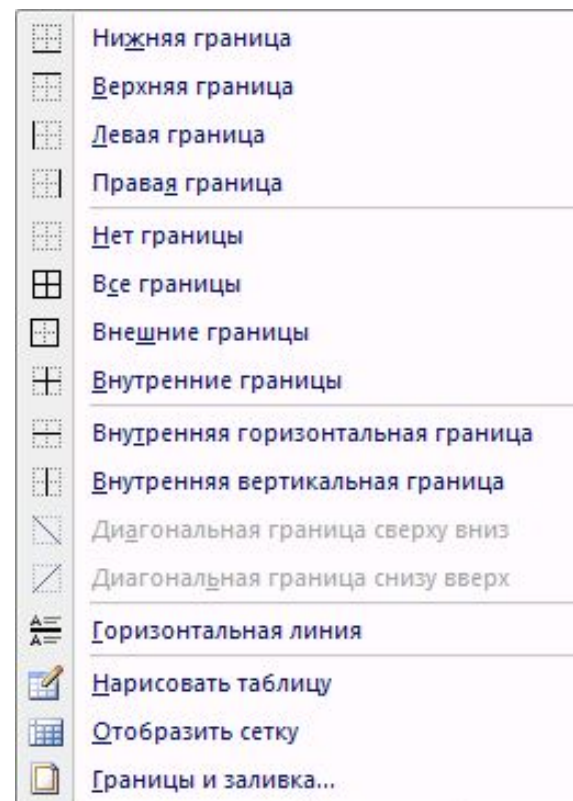 Нижняя граница
Верхняя граница
Левая граница
Правая граница
Нет границы
Все границы
Внешние границы
Внутренние границы
Внутренняя горизонтальная граница
Внутренняя вертикальная граница
Диагональная граница сверху вниз
Диагональная граница снизу вверх
Горизонтальная линия
Нарисовать таблицу
Отобразить сетку
Границы и заливка...